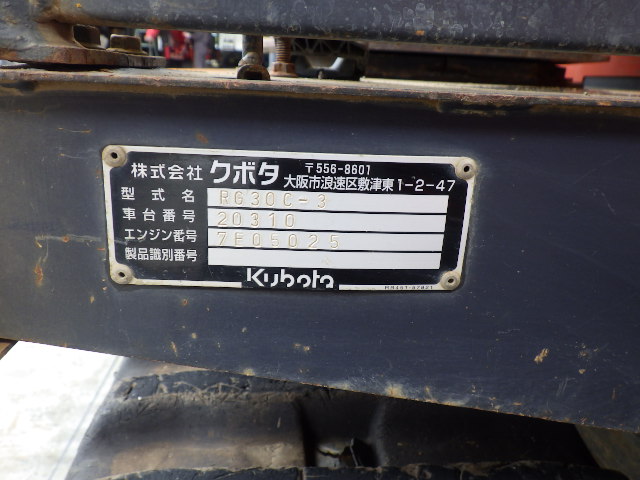 株式会社 クボタ 〒556-8601
大阪市浪速区敷津東1-2-47
型式名 RG30C-3
車台番号 20310
エンジン番号 7E05025
製品識別番号
Kubota